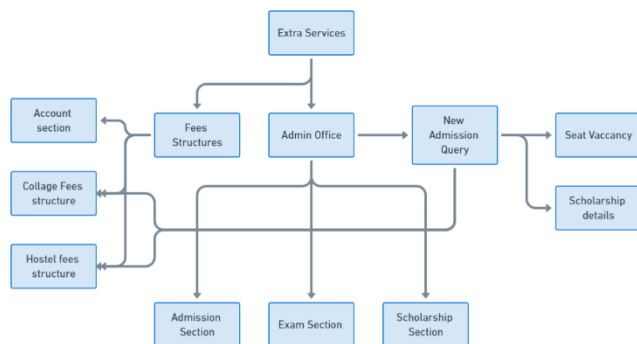 Extra Services
Account
section
Fees
Structures
Admin Office
New
Admission
Query
Seat Vaccancy
Collage Fees
structure
Scholarship
details
Hostel fees
structure
Admission
Section
Exam Section
Scholarship
Section